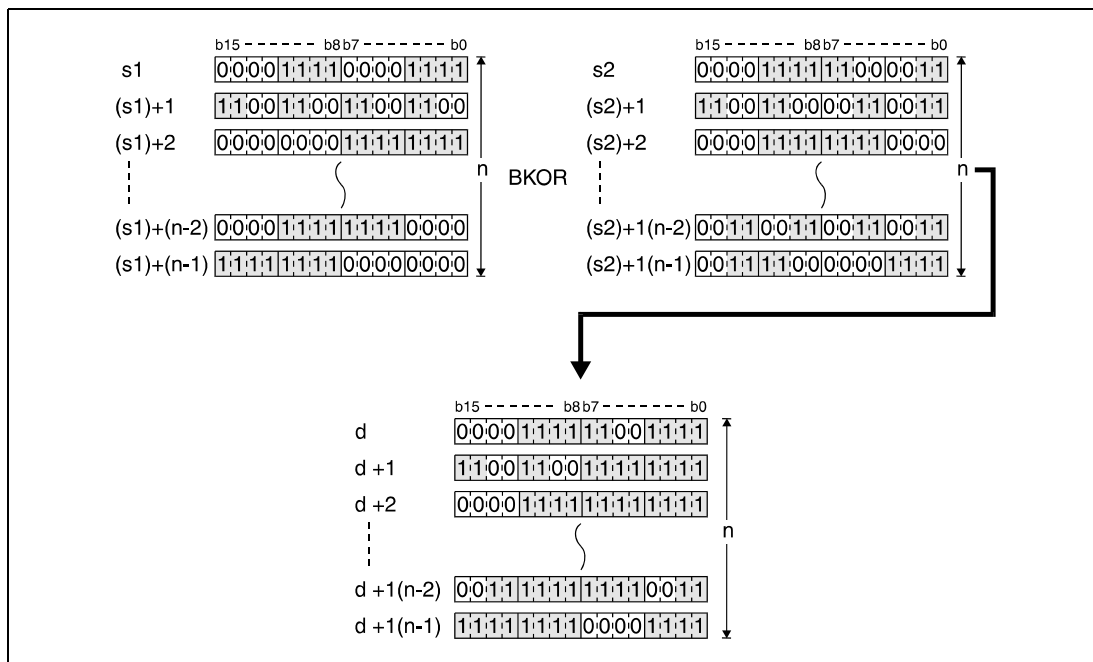 b15 b8 b7 b0
s1 0000111100001111
(s1)+1 1100110011001100
(s1)+2 0000000011111111
(s1)+(n-2) 0000111111110000
(s1)+(n-1) 1111111100000000
n
BKOR
b15 b8 b7 b0
s2 0000111111000011
(s2)+1 1100110000110011
(s2)+2 0000111111110000
(s2)+1(n-2) 0011001100110011
(s2)+1(n-1) 0011110000001111
n
b15 b8 b7 b0
d 0000111111001111
d +1 1100110011111111
d +2 0000111111111111
d +1(n-2) 0011111111110011
d +1(n-1) 1111111100001111
n